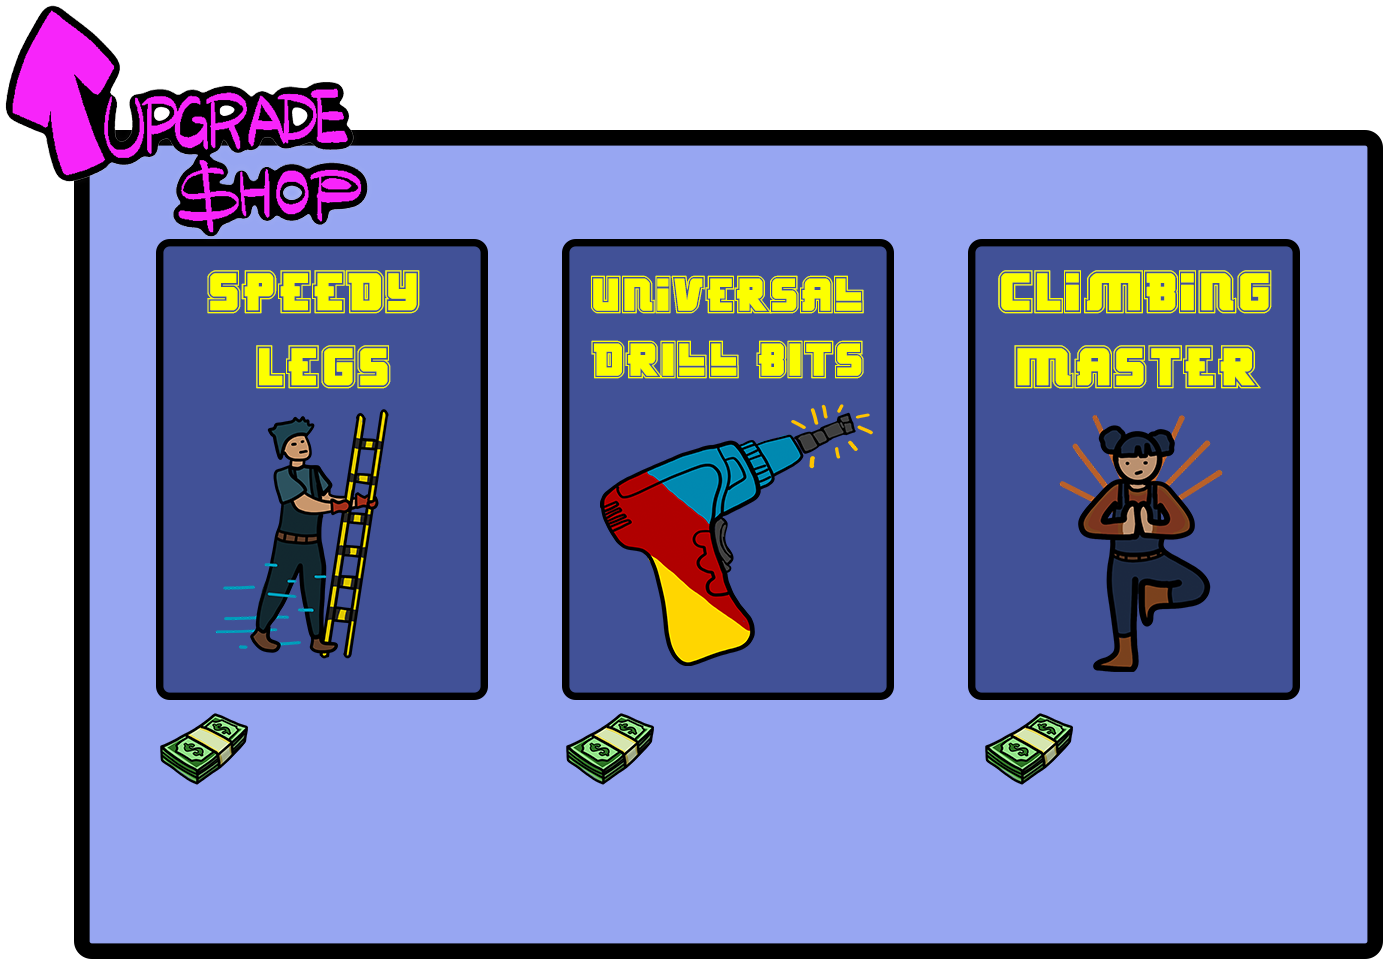 UPGRADE
$HOP
SPEEDY
LEGS
UNIVERSAL
DRILL BITS
CLIMBING
MASTER
$ $
$ $
$ $